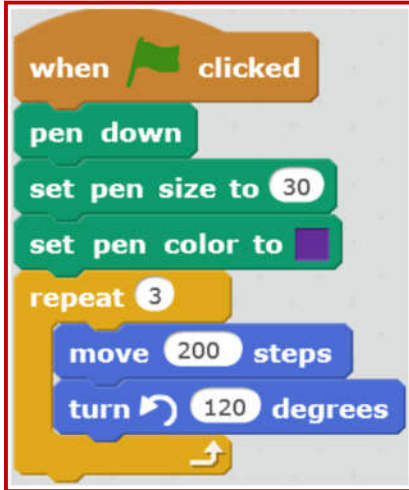 when clicked
pen down
set pen size to 30
set pen color to
repeat 3
move 200 steps
turn 120 degrees